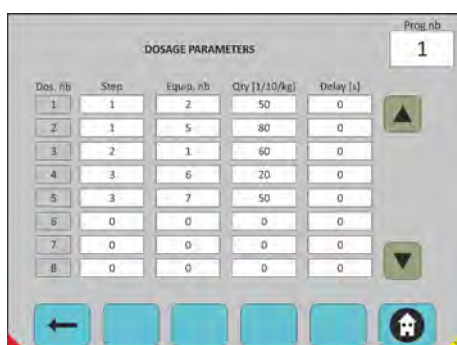 Prog nb
DOSAGE PARAMETERS
1
Dos. nb Step Equip. nb Qty [1/10/kg] Delay [s]
1 1 2 50 0
2 1 5 80 0
3 2 1 60 0
4 3 6 20 0
5 3 7 50 0
6 0 0 0 0
7 0 0 0 0
8 0 0 0 0